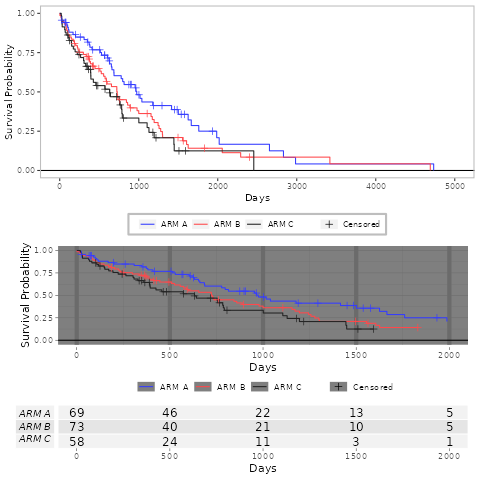 1.00
0.75
0.50
0.25
0.00
Survival Probability
0 1000 2000 3000 4000 5000
Days
ARM A ARM B ARM C Censored
1.00
0.75
0.50
0.25
0.00
Survival Probability
0 500 1000 1500 2000
Days
ARM A ARM B ARM C Censored
ARM A 69 46 22 13 5
ARM B 73 40 21 10 5
ARM C 58 24 11 3 1
0 500 1000 1500 2000
Days